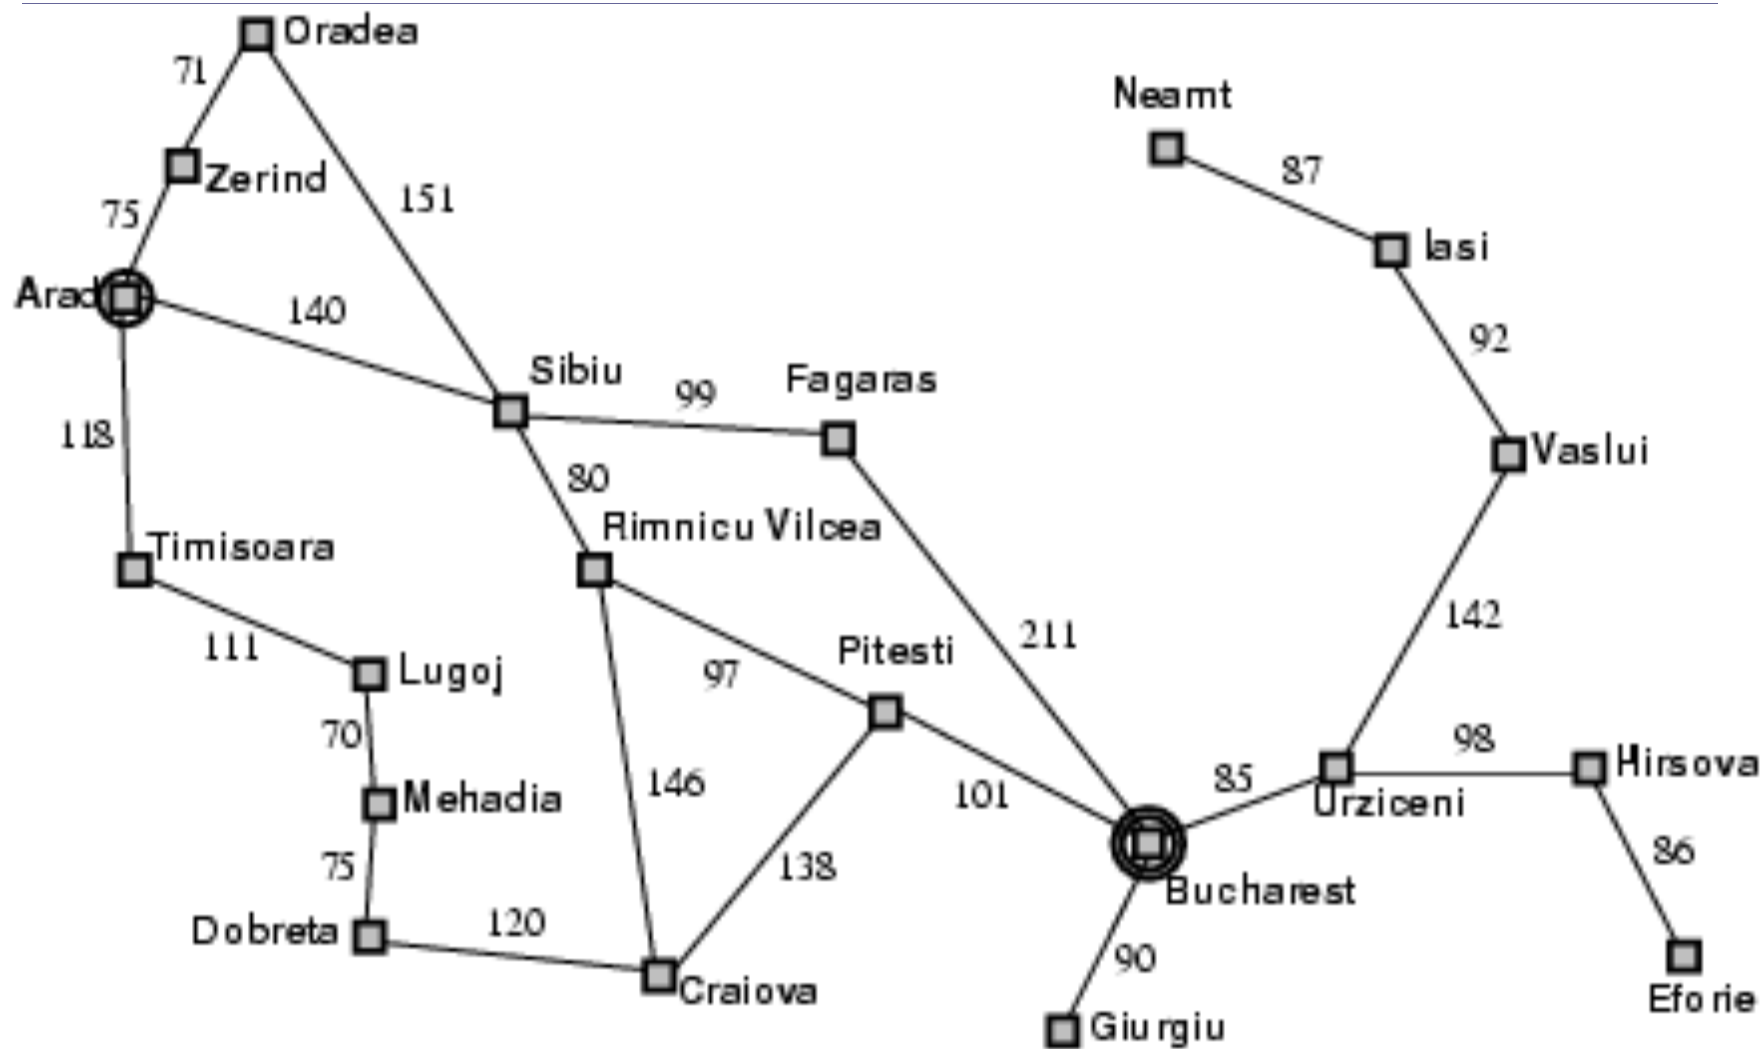 Oradea
71
Neamt
87
Zerind
151
75
Iasi
Arad
140
92
Sibiu
99
Fagaras
118
Vaslui
80
Rimnicu Vilcea
Timisoara
142
211
111
Pitesti
Lugoj
97
70
98
Hirsova
146
85
Mehadia
101
Urziceni
138
86
75
Bucharest
120
Dobreta
90
Craiova
Eforie
Giurgiu